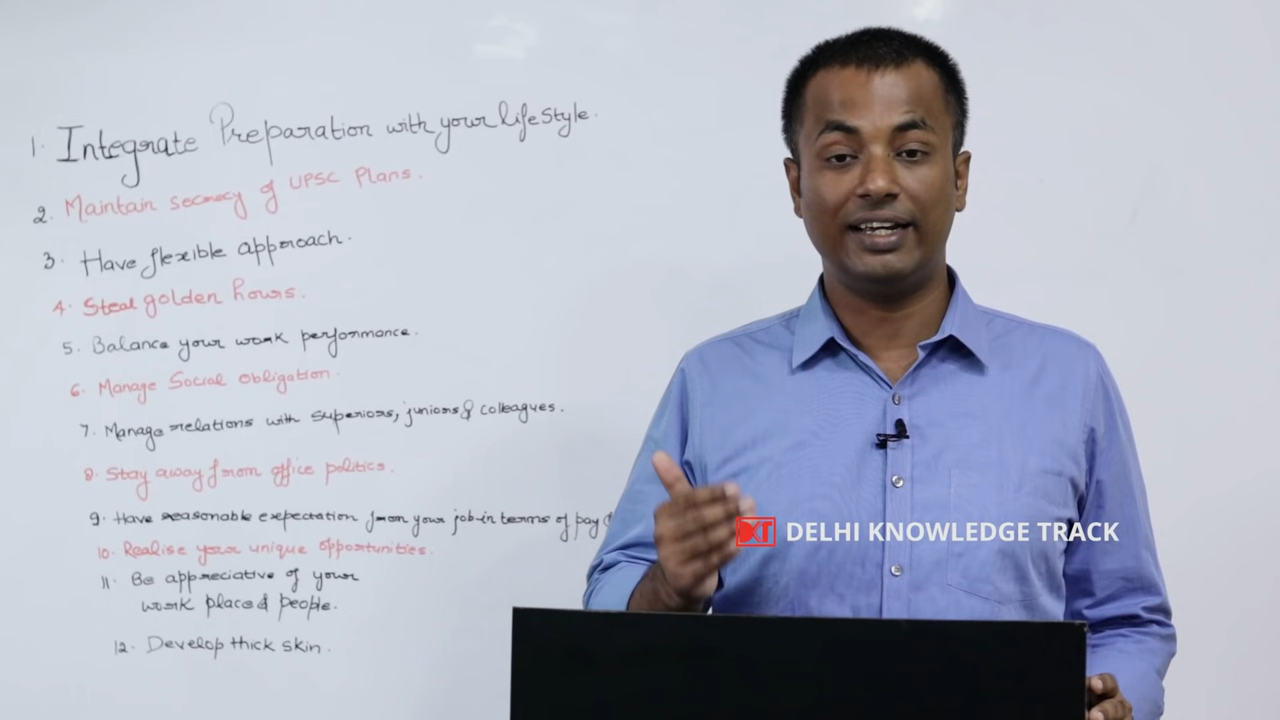 1. Integrate Preparation with your lifestyle.
2. Maintain secrecy of UPSC Plans.
3. Have flexible approach.
4. Steal golden hours.
5. Balance your work performance.
6. Manage Social obligation.
7. Manage relations with superiors, juniors & colleagues.
8. Stay away from office politics.
9. Have reasonable expectation from your job-in terms of pay
10. Realise your unique opportunities.
11. Be appreciative of your
work place & people.
12. Develop thick skin.
DKT DELHI KNOWLEDGE TRACK